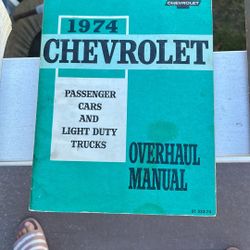 CHEVROLET
1974
CHEVROLET
PASSENGER
CARS
AND
LIGHT DUTY
TRUCKS
OVERHAUL
MANUAL